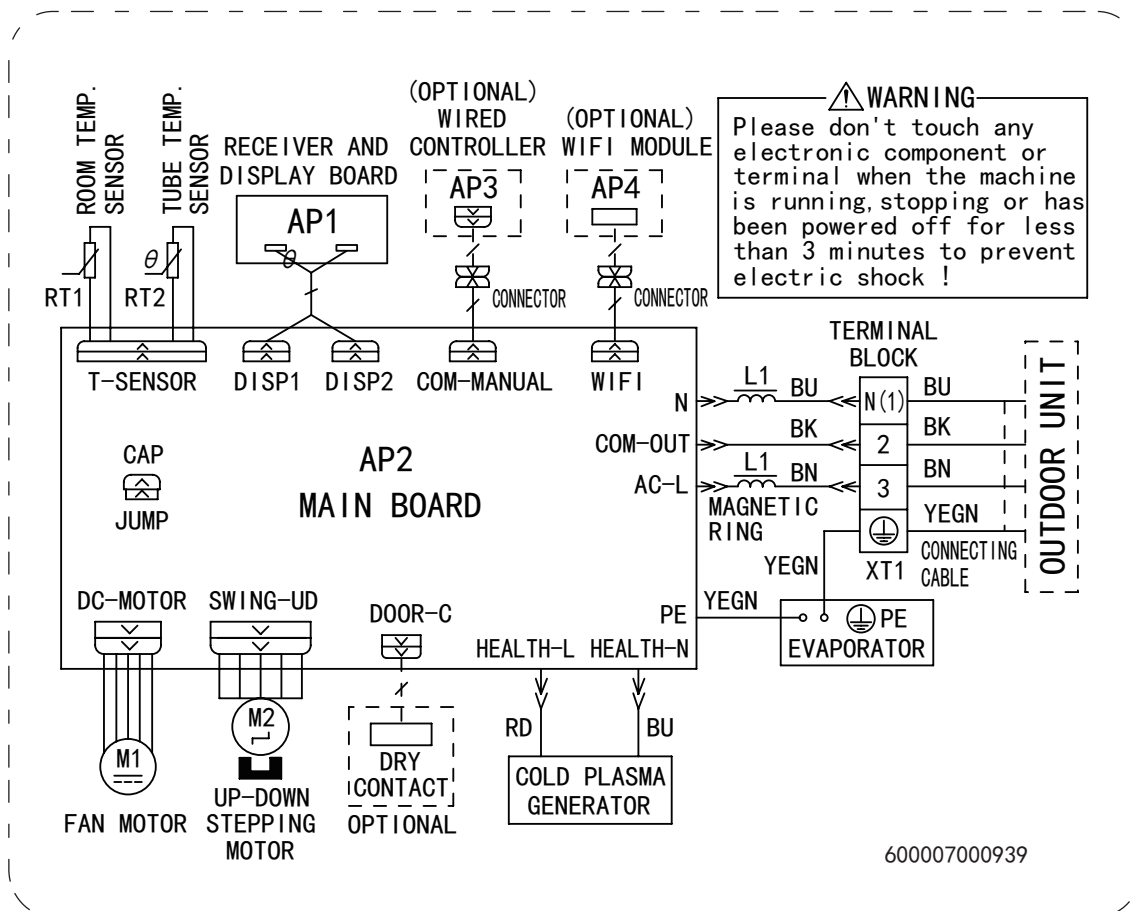 ROOM TEMP.
SENSOR
TUBE TEMP.
SENSOR
RECEIVER AND
DISPLAY BOARD
AP1
(OPTIONAL)
WIRED
CONTROLLER
AP3
(OPTIONAL)
WIFI MODULE
AP4
WARNING
Please don't touch any
electronic component or
terminal when the machine
is running,stopping or has
been powered off for less
than 3 minutes to prevent
electric shock !
θ
θ
RT1
RT2
CONNECTOR
CONNECTOR
T-SENSOR
DISP1
DISP2
COM-MANUAL
WIFI
TERMINAL
BLOCK
N
L1
BU
N(1)
BU
COM-OUT
BK
2
BK
AC-L
L1
BN
3
BN
MAGNETIC
RING
YEGN
XT1
YEGN
CONNECTING
CABLE
OUTDOOR UNIT
CAP
JUMP
AP2
MAIN BOARD
PE
YEGN
PE
EVAPORATOR
DC-MOTOR
SWING-UD
DOOR-C
HEALTH-L
HEALTH-N
M1
FAN MOTOR
M2
UP-DOWN
STEPPING
MOTOR
DRY
CONTACT
OPTIONAL
RD
BU
COLD PLASMA
GENERATOR
600007000939